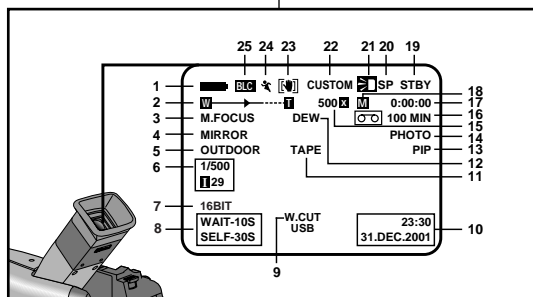 25 24 23 22 21 20 19
1 BLC CUSTOM SP STBY
18
2 W T 500 X M 0:00:00 17
3 M.FOCUS DEW 100 MIN 16
15
4 MIRROR PHOTO 14
5 OUTDOOR TAPE PIP 13
6 1/500 12
I 29 11
7 16BIT
8 WAIT-10S W.CUT 23:30 10
SELF-30S USB 31.DEC.2001
9